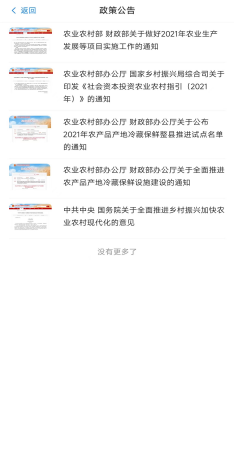 返回
政策公告
农业农村部 财政部关于做好2021年农业生产
发展等项目实施工作的通知
农业农村部办公厅 国家乡村振兴局综合司关于
印发《社会资本投资农业农村指引（2021
年）》的通知
农业农村部办公厅 财政部办公厅关于公布
2021年农产品产地冷藏保鲜整县推进试点名单
的通知
农业农村部办公厅 财政部办公厅关于全面推进
农产品产地冷藏保鲜设施建设的通知
中共中央 国务院关于全面推进乡村振兴加快农
业农村现代化的意见
没有更多了